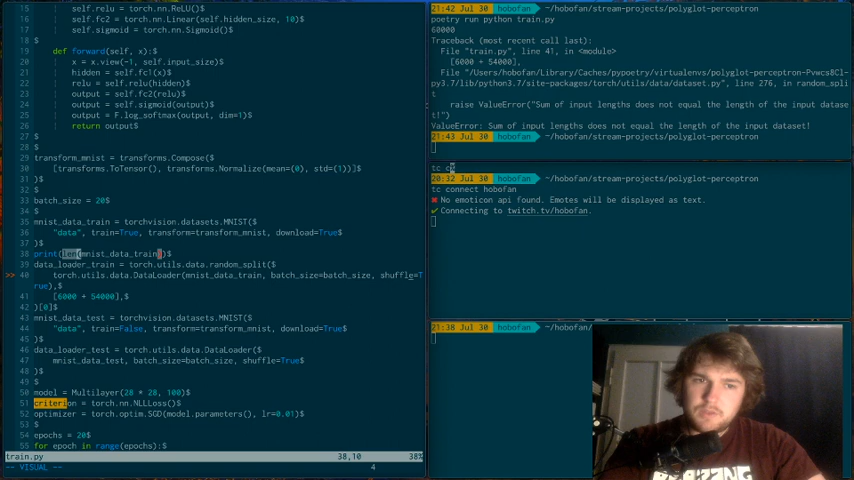 15 self.relu = torch.nn.ReLU()$
16 self.fc2 = torch.nn.Linear(self.hidden_size, 10)$
17 self.sigmoid = torch.nn.Sigmoid()$
18 $
19 def forward(self, x):$
20 x = x.view(-1, self.input_size)$
21 hidden = self.fc1(x)$
22 relu = self.relu(hidden)$
23 output = self.fc2(relu)$
24 output = self.sigmoid(output)$
25 output = F.log_softmax(output, dim=1)$
26 return output$
27 $
28 $
29 transform_mnist = transforms.Compose($
30 [transforms.ToTensor(), transforms.Normalize(mean=(0), std=(1))]$
31 )$
32 $
33 batch_size = 20$
34 $
35 mnist_data_train = torchvision.datasets.MNIST($
36 "data", train=True, transform=transform_mnist, download=True$
37 )$
38 print(len(mnist_data_train))$
39 data_loader_train = torch.utils.data.random_split($
>> 40 torch.utils.data.DataLoader(mnist_data_train, batch_size=batch_size, shuffle=T
rue),$
41 [6000 + 54000],$
42 )[0]$
43 mnist_data_test = torchvision.datasets.MNIST($
44 "data", train=False, transform=transform_mnist, download=True$
45 )$
46 data_loader_test = torch.utils.data.DataLoader($
47 mnist_data_test, batch_size=batch_size, shuffle=True$
48 )$
49 $
50 model = Multilayer(28 * 28, 100)$
51 criterion = torch.nn.NLLLoss()$
52 optimizer = torch.optim.SGD(model.parameters(), lr=0.01)$
53 $
54 epochs = 20$
55 for epoch in range(epochs):$
train.py 38,10 38%
-- VISUAL -- 4
21:42 Jul 30 hobofan ~/hobofan/stream-projects/polyglot-perceptron
poetry run python train.py
60000
Traceback (most recent call last):
File "train.py", line 41, in <module>
[6000 + 54000],
File "/Users/hobofan/Library/Caches/pypoetry/virtualenvs/polyglot-perceptron-Pvwcs8Cl-
py3.7/lib/python3.7/site-packages/torch/utils/data/dataset.py", line 276, in random_spli
t
raise ValueError("Sum of input lengths does not equal the length of the input datase
t!")
ValueError: Sum of input lengths does not equal the length of the input dataset!
21:43 Jul 30 hobofan ~/hobofan/stream-projects/polyglot-perceptron
20:32 Jul 30 hobofan ~/hobofan/stream-projects/polyglot-perceptron
tc connect hobofan
No emoticon api found. Emotes will be displayed as text.
✔ Connecting to twitch.tv/hobofan.
21:38 Jul 30 hobofan ~/hobofan/